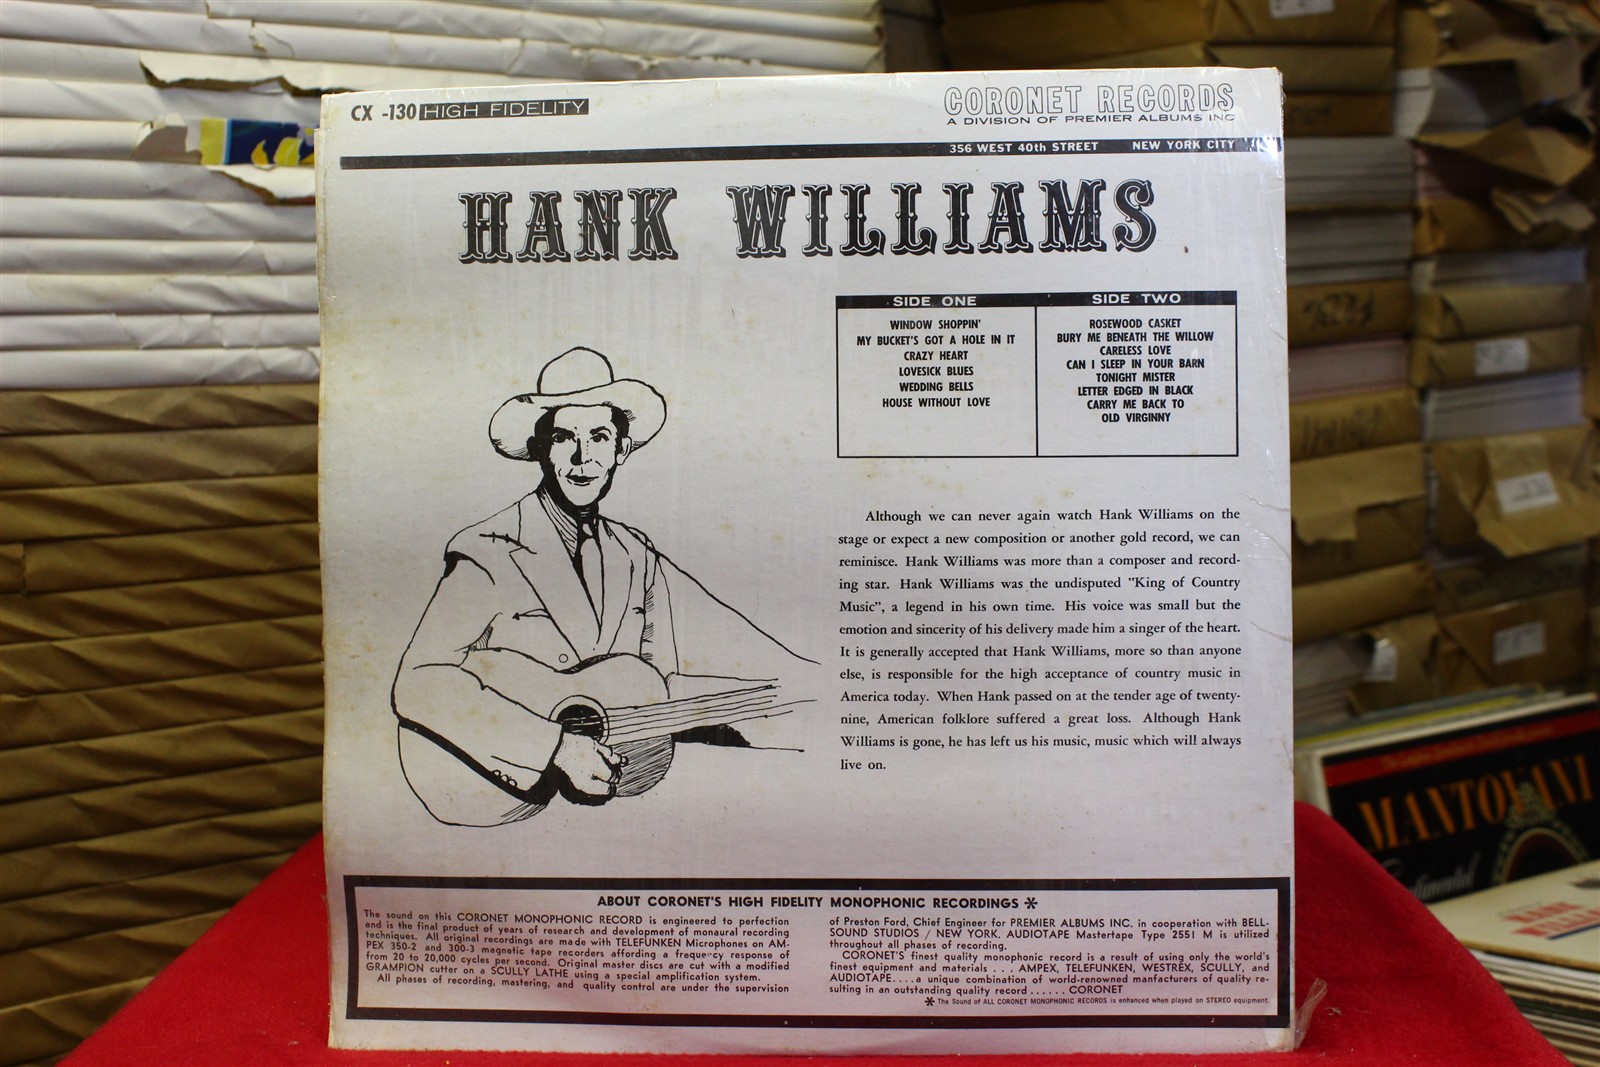 CX -130 HIGH FIDELITY
CORONET RECORDS
A DIVISION OF PREMIER ALBUMS INC
356 WEST 40th STREET NEW YORK CITY
HANK WILLIAMS
SIDE ONE
WINDOW SHOPPIN'
MY BUCKET'S GOT A HOLE IN IT
CRAZY HEART
LOVESICK BLUES
WEDDING BELLS
HOUSE WITHOUT LOVE
SIDE TWO
ROSEWOOD CASKET
BURY ME BENEATH THE WILLOW
CARELESS LOVE
CAN I SLEEP IN YOUR BARN
TONIGHT MISTER
LETTER EDGED IN BLACK
CARRY ME BACK TO
OLD VIRGINNY
Although we can never again watch Hank Williams on the
stage or expect a new composition or another gold record, we can
reminisce. Hank Williams was more than a composer and record-
ing star. Hank Williams was the undisputed "King of Country
Music", a legend in his own time. His voice was small but the
emotion and sincerity of his delivery made him a singer of the heart.
It is generally accepted that Hank Williams, more so than anyone
else, is responsible for the high acceptance of country music in
America today. When Hank passed on at the tender age of twenty-
nine, American folklore suffered a great loss. Although Hank
Williams is gone, he has left us his music, music which will always
live on.
ABOUT CORONET'S HIGH FIDELITY MONOPHONIC RECORDINGS *
The sound on this CORONET MONOPHONIC RECORD is engineered to perfection
and is the final product of years of research and development of monaural recording
techniques. All original recordings are made with TELEFUNKEN Microphones on AM-
PEX 350-2 and 300-3 magnetic tape recorders affording a frequency response of
from 20 to 20,000 cycles per second. Original master discs are cut with a modified
GRAMPION cutter on a SCULLY LATHE using a special amplification system.
All phases of recording, mastering, and quality control are under the supervision
of Preston Ford, Chief Engineer for PREMIER ALBUMS INC. in cooperation with BELL-
SOUND STUDIOS / NEW YORK. AUDIOTAPE Mastertape Type 2551 M is utilized
throughout all phases of recording.
CORONET'S finest quality monophonic record is a result of using only the world's
finest equipment and materials . . . AMPEX, TELEFUNKEN, WESTREX, SCULLY, and
AUDIOTAPE....a unique combination of world-renowned manfacturers of quality re-
sulting in an outstanding quality record ...... CORONET
* The Sound of ALL CORONET MONOPHONIC RECORDS is enhanced when played on STEREO equipment.
MANTOVANI